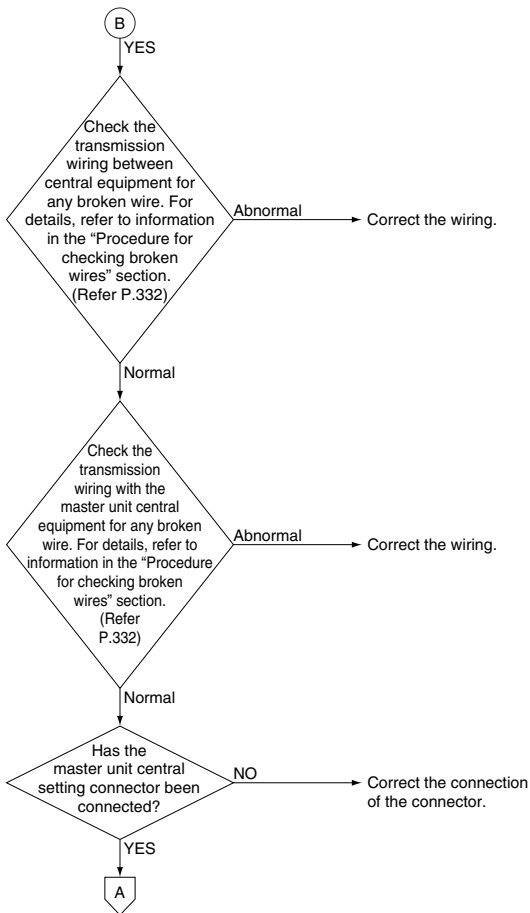 B
YES
Check the
transmission
wiring between
central equipment for
any broken wire. For
details, refer to information
in the “Procedure for
checking broken
wires” section.
(Refer P.332)
Abnormal
Correct the wiring.
Normal
Check the
transmission
wiring with the
master unit central
equipment for any broken
wire. For details, refer to
information in the “Procedure
for checking broken
wires” section.
(Refer
P.332)
Abnormal
Correct the wiring.
Normal
Has the
master unit central
setting connector been
connected?
NO
Correct the connection
of the connector.
YES
A